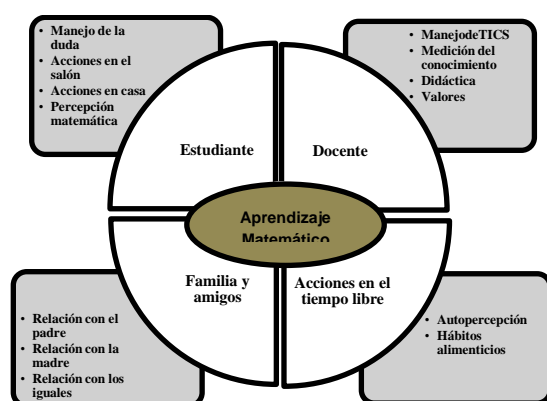 • Manejo de la
duda
• Acciones en el
salón
• Acciones en casa
• Percepción
matemática
• ManejodeTICS
• Medición del
conocimiento
• Didáctica
• Valores
Estudiante
Docente
Aprendizaje
Matemático
Familia y
amigos
Acciones en el
tiempo libre
• Relación con el
padre
• Relación con la
madre
• Relación con los
iguales
• Autopercepción
• Hábitos
alimenticios